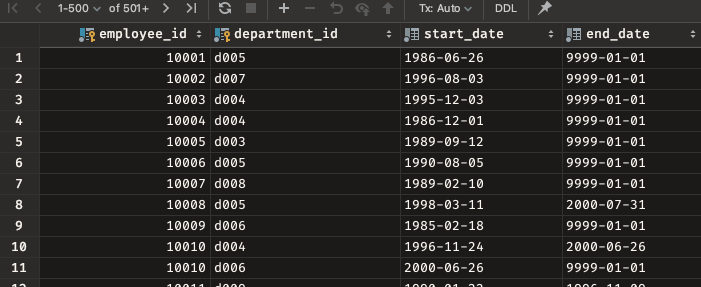 1-500 of 501+ Tx: Auto DDL
employee_id department_id start_date end_date
1 10001 d005 1986-06-26 9999-01-01
2 10002 d007 1996-08-03 9999-01-01
3 10003 d004 1995-12-03 9999-01-01
4 10004 d004 1986-12-01 9999-01-01
5 10005 d003 1989-09-12 9999-01-01
6 10006 d005 1990-08-05 9999-01-01
7 10007 d008 1989-02-10 9999-01-01
8 10008 d005 1998-03-11 2000-07-31
9 10009 d006 1985-02-18 9999-01-01
10 10010 d004 1996-11-24 2000-06-26
11 10010 d006 2000-06-26 9999-01-01